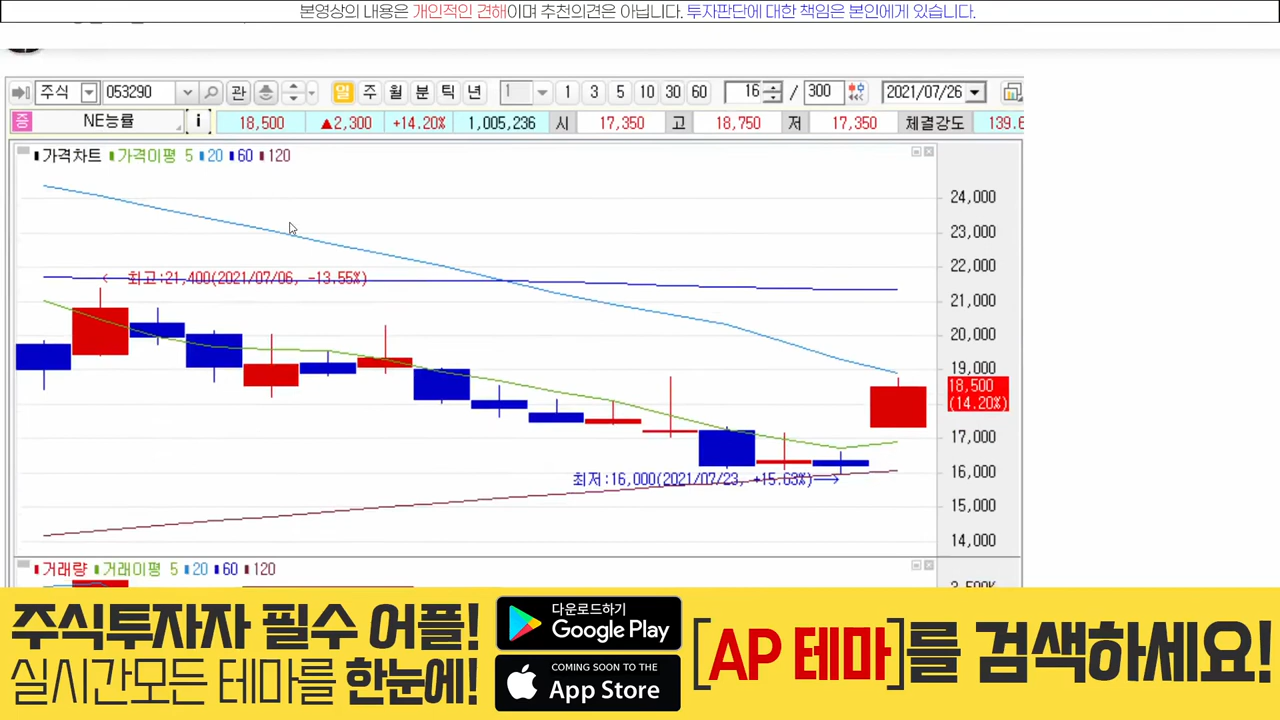 본영상의 내용은 개인적인 견해이며 추천의견은 아닙니다. 투자판단에 대한 책임은 본인에게 있습니다.
주식 053290 관 일 주 월 분 틱 년 1 1 3 5 10 30 60 16 / 300 2021/07/26
증 NE능률 i 18,500 ▲2,300 +14.20% 1,005,236 시 17,350 고 18,750 저 17,350 체결강도 139.6
가격차트 가격이평 5 20 60 120
24,000
23,000
22,000
최고:21,400(2021/07/06, -13.55%)
21,000
20,000
19,000
18,500
(14.20%)
17,000
최저:16,000(2021/07/23, +15.63%)
16,000
15,000
14,000
거래량 거래이평 5 20 60 120
주식투자자 필수 어플!
실시간모든 테마를 한눈에!
다운로드하기
Google Play
COMING SOON TO THE
App Store
[AP 테마]를 검색하세요!